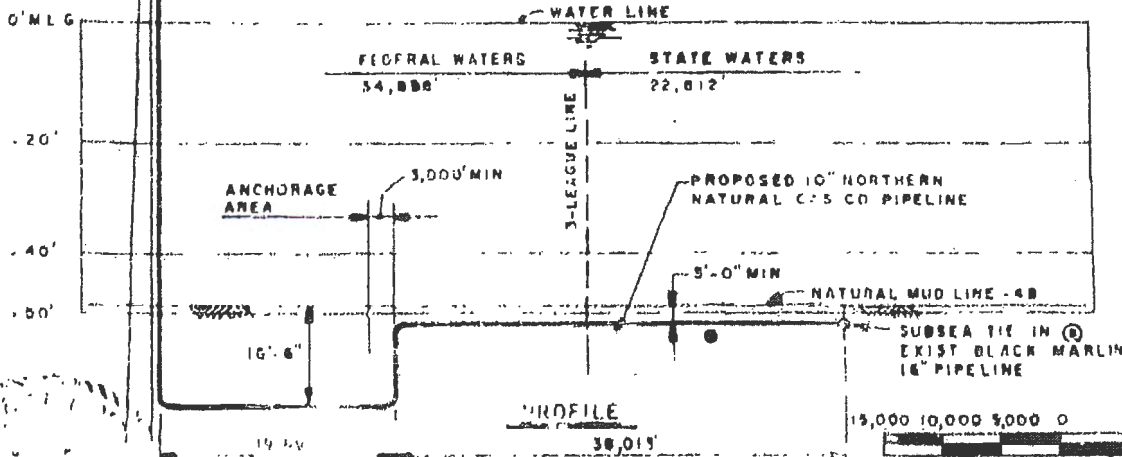 0' MLG
WATER LINE
FEDERAL WATERS
STATE WATERS
22,812'
-20'
3-LEAGUE LINE
ANCHORAGE
AREA
3,000' MIN
PROPOSED 10" NORTHERN
NATURAL GAS CO PIPELINE
-40'
3'-0" MIN
NATURAL MUD LINE -48
SUBSEA TIE IN @
EXIST BLACK MARLIN
16" PIPELINE
16'-6"
PROFILE
15,000 10,000 5,000 0